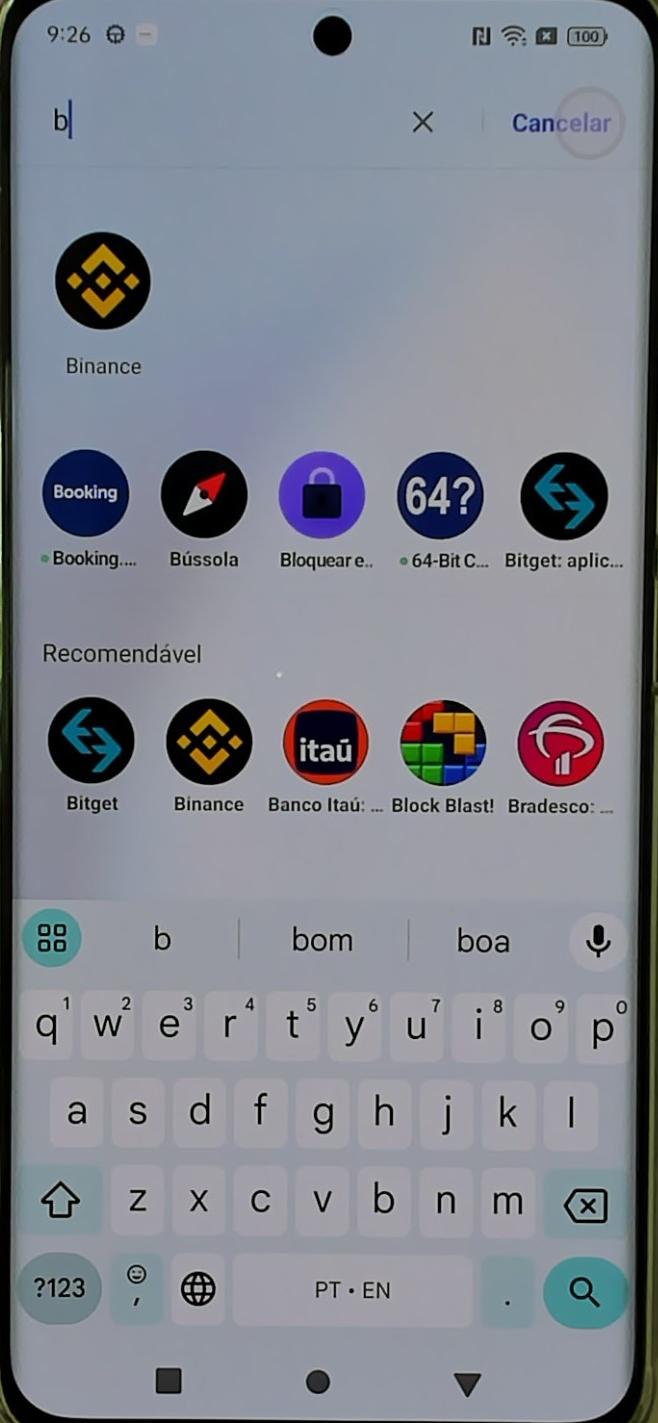 9:26 100
b Cancelar
Binance
Booking 64?
Booking.... Bússola Bloquear e.. 64-Bit C... Bitget: aplic...
Recomendável
itaú
Bitget Binance Banco Itaú: ... Block Blast! Bradesco: ...
b bom boa
q1 w2 e3 r4 t5 y6 u7 i8 o9 p0
a s d f g h j k l
z x c v b n m
?123 , PT • EN .